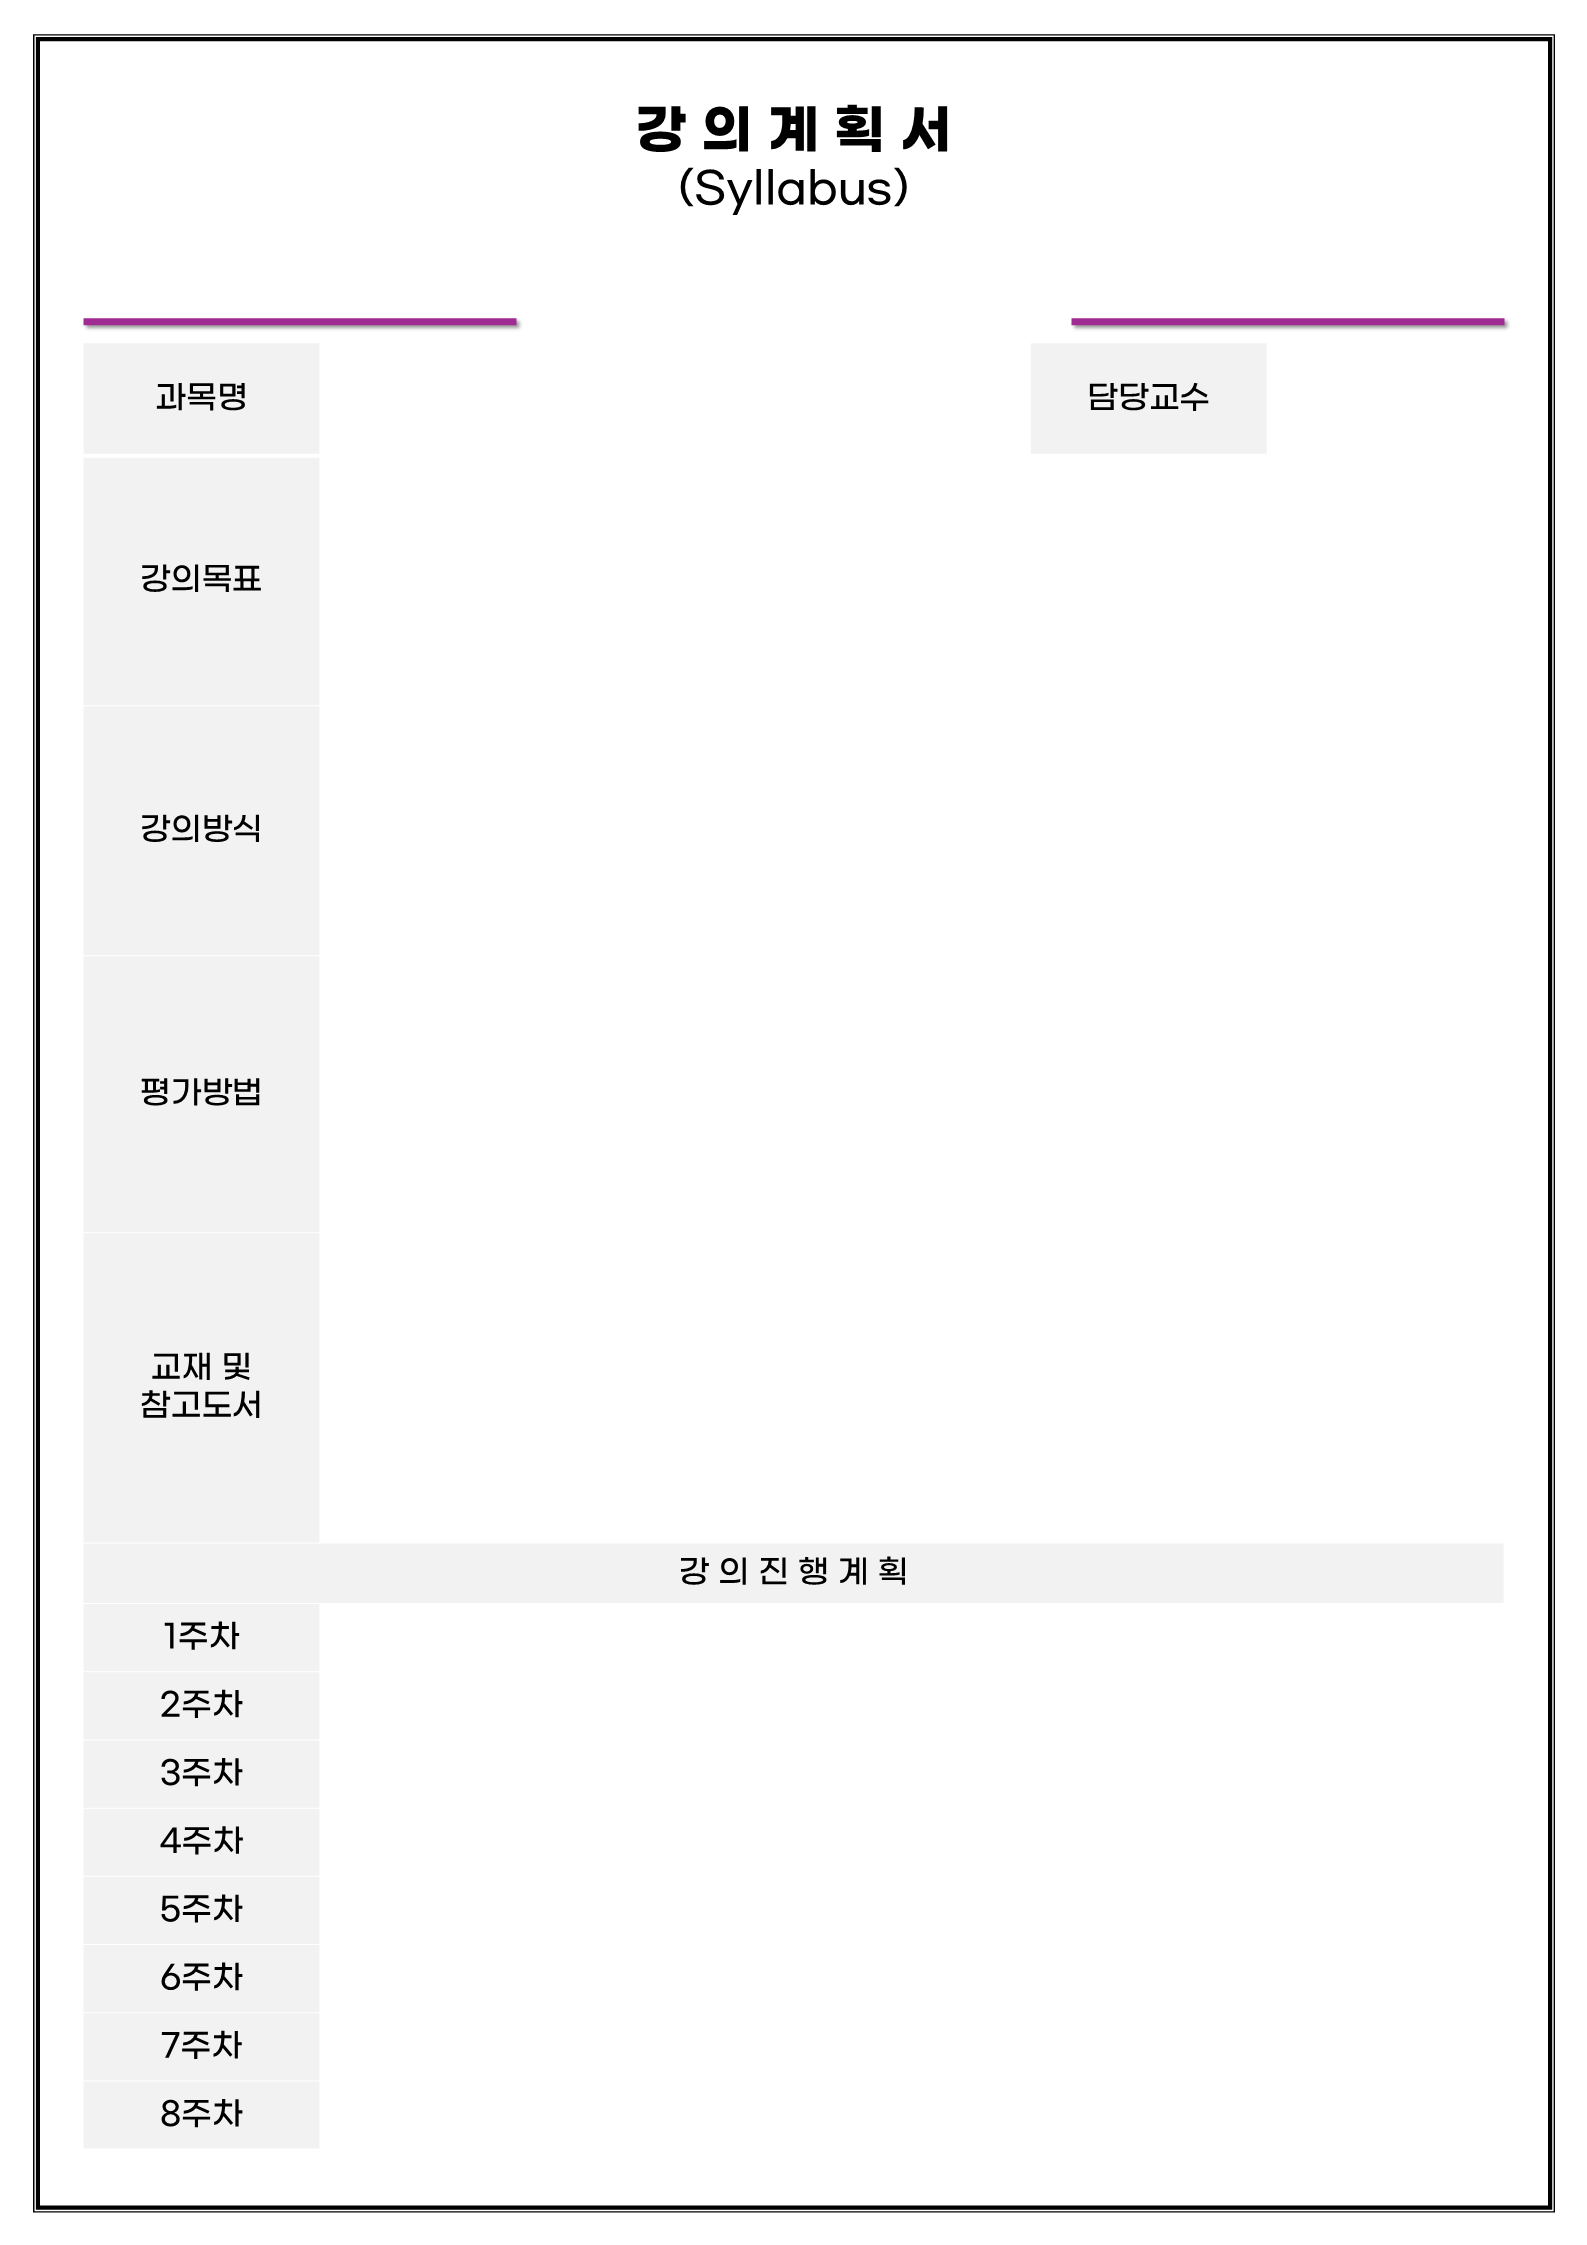 강 의 계 획 서
(Syllabus)
과목명
담당교수
강의목표
강의방식
평가방법
교재 및
참고도서
강 의 진 행 계 획
1주차
2주차
3주차
4주차
5주차
6주차
7주차
8주차